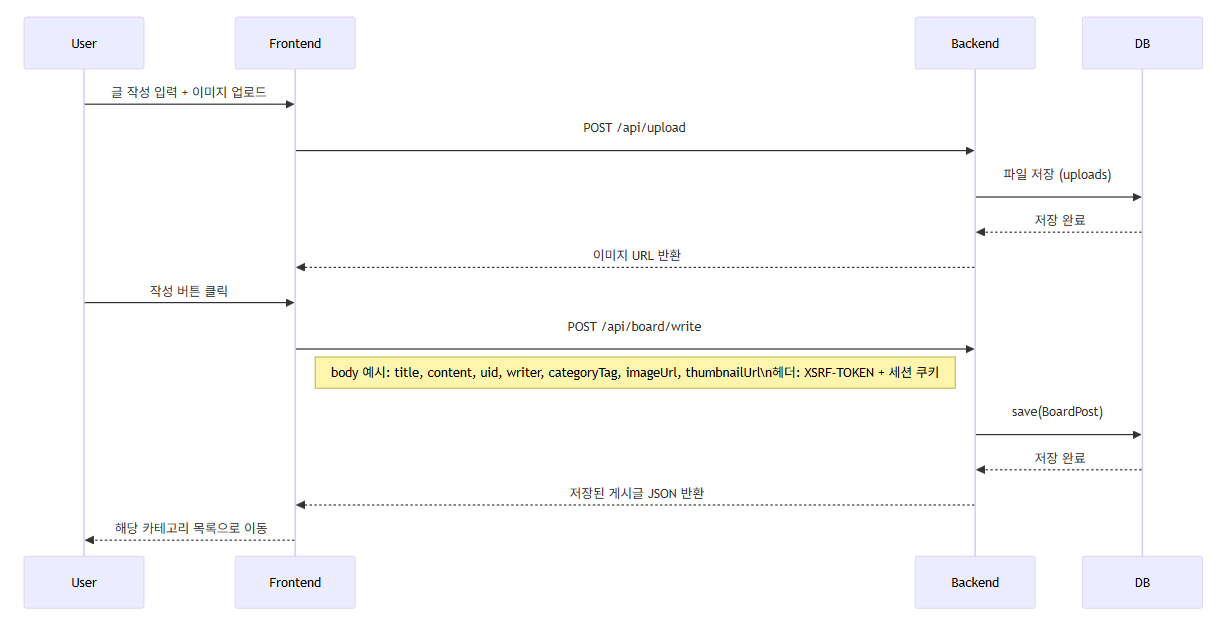 User
Frontend
Backend
DB
글 작성 입력 + 이미지 업로드
POST /api/upload
파일 저장 (uploads)
저장 완료
이미지 URL 반환
작성 버튼 클릭
POST /api/board/write
body 예시: title, content, uid, writer, categoryTag, imageUrl, thumbnailUrl\n헤더: XSRF-TOKEN + 세션 쿠키
save(BoardPost)
저장 완료
저장된 게시글 JSON 반환
해당 카테고리 목록으로 이동
User
Frontend
Backend
DB